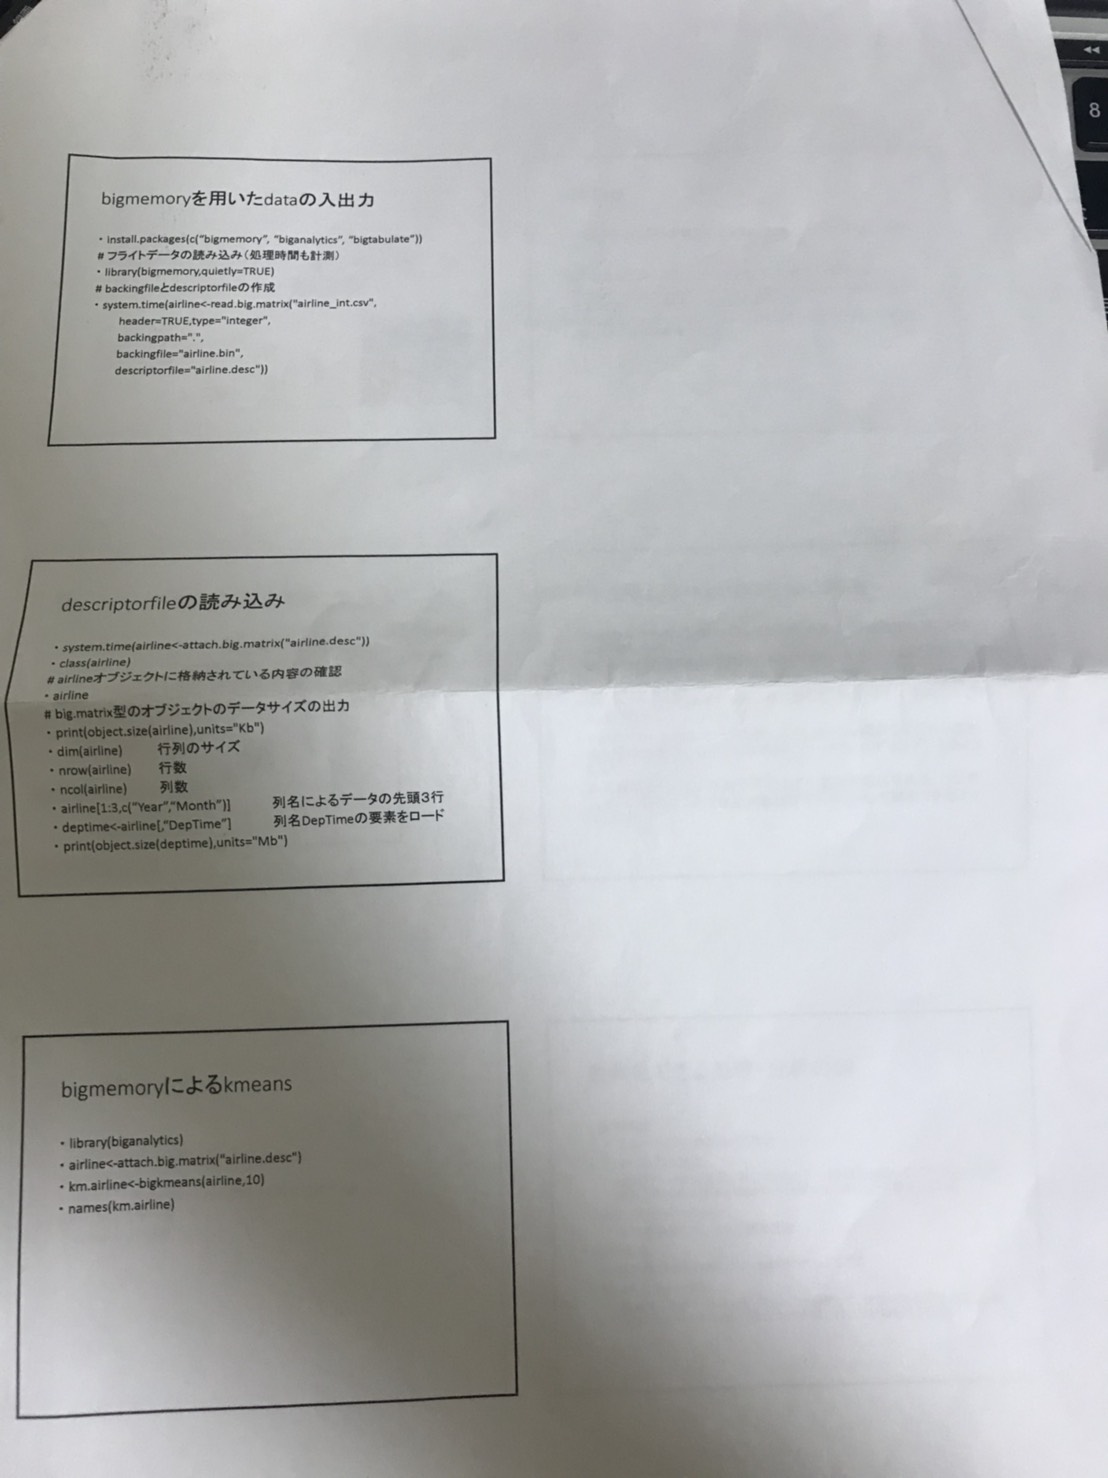 8
bigmemoryを用いたdataの入出力
・install.packages(c("bigmemory", "biganalytics", "bigtabulate"))
# フライトデータの読み込み(処理時間も計測)
・library(bigmemory,quietly=TRUE)
# backingfileとdescriptorfileの作成
・system.time(airline<-read.big.matrix("airline_int.csv",
header=TRUE,type="integer",
backingpath=".",
backingfile="airline.bin",
descriptorfile="airline.desc"))
descriptorfileの読み込み
・system.time(airline<-attach.big.matrix("airline.desc"))
・class(airline)
# airlineオブジェクトに格納されている内容の確認
・airline
# big.matrix型のオブジェクトのデータサイズの出力
・print(object.size(airline),units="Kb")
・dim(airline) 行列のサイズ
・nrow(airline) 行数
・ncol(airline) 列数
・airline[1:3,c("Year","Month")] 列名によるデータの先頭3行
・deptime<-airline[,"DepTime"] 列名DepTimeの要素をロード
・print(object.size(deptime),units="Mb")
bigmemoryによるkmeans
・library(biganalytics)
・airline<-attach.big.matrix("airline.desc")
・km.airline<-bigkmeans(airline,10)
・names(km.airline)